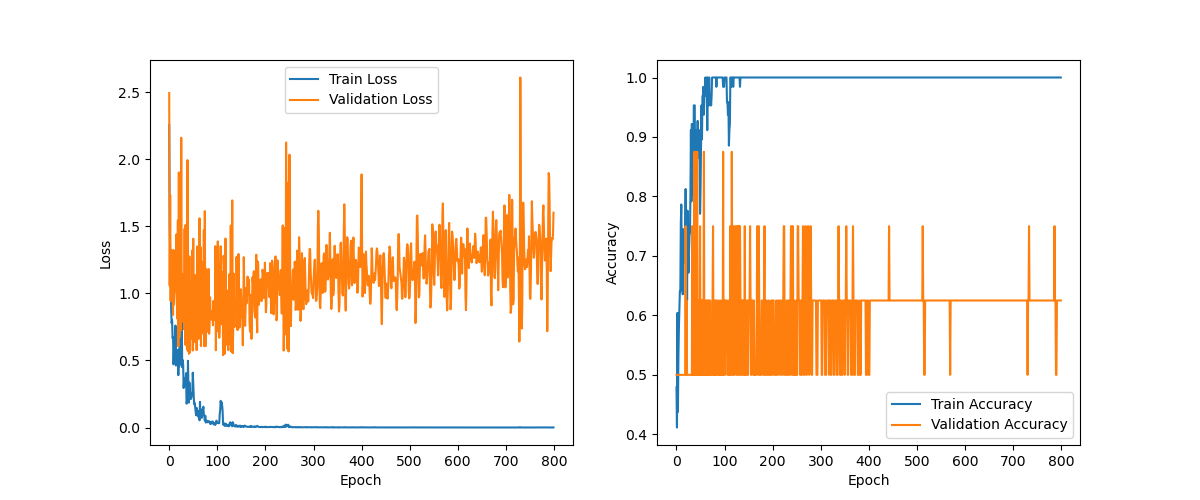 Train Loss
Validation Loss
2.5
2.0
1.5
1.0
0.5
0.0
Loss
0 100 200 300 400 500 600 700 800
Epoch
1.0
0.9
0.8
0.7
0.6
0.5
0.4
Accuracy
Train Accuracy
Validation Accuracy
0 100 200 300 400 500 600 700 800
Epoch